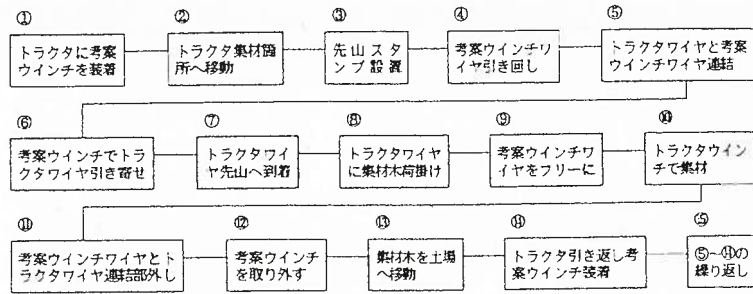 ①
トラクタに考案
ウインチを装着
②
トラクタ集材箇
所へ移動
③
先山スタ
ンプ設置
④
考案ウインチワ
イヤ引き回し
⑤
トラクタワイヤと考案
ウインチワイヤ連結
⑥
考案ウインチでトラ
クタワイヤ引き寄せ
⑦
トラクタワイ
ヤ先山へ到着
⑧
トラクタワイヤ
に集材木荷掛け
⑨
考案ウインチワ
イヤをフリーに
⑩
トラクタウイン
チで集材
⑪
考案ウインチワイヤとト
ラクタワイヤ連結部外し
⑫
考案ウインチ
を取り外す
⑬
集材木を土場
へ移動
⑭
トラクタ引き返し考
案ウインチ装着
⑮
⑤~⑭の
繰り返し